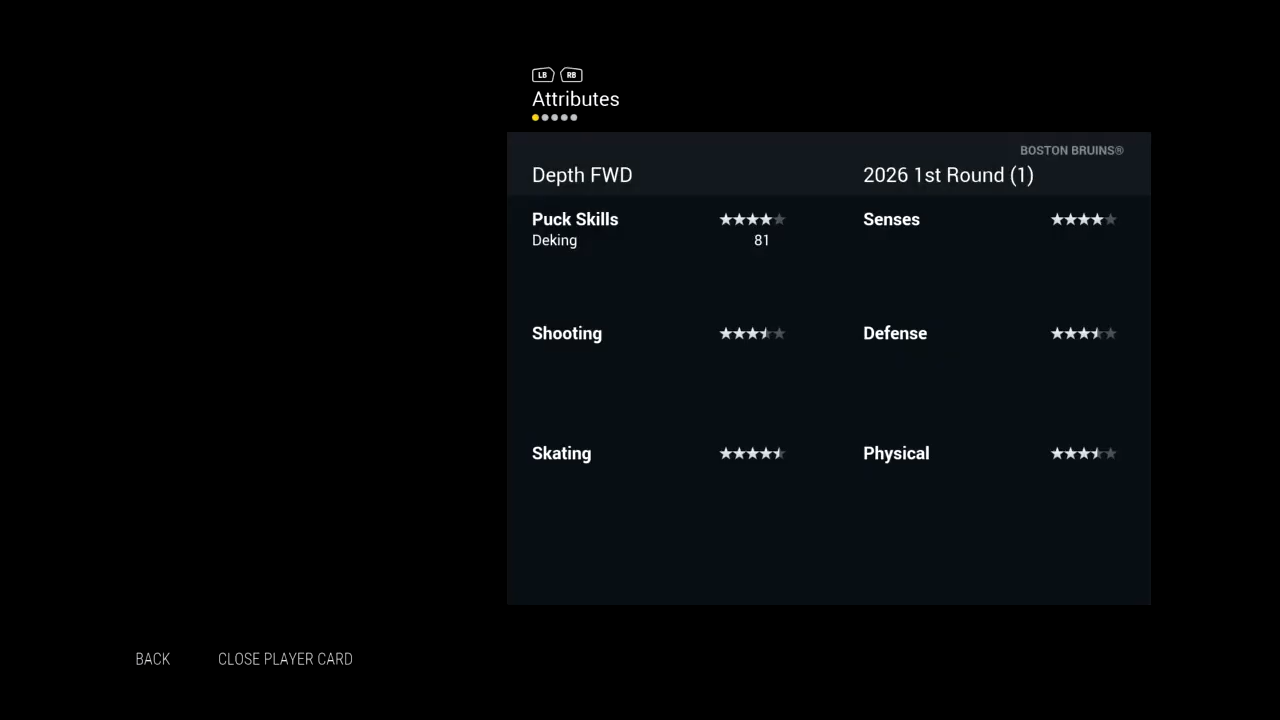 LB RB
Attributes
BOSTON BRUINS®
Depth FWD 2026 1st Round (1)
Puck Skills Senses
Deking 81
Shooting Defense
Skating Physical
BACK CLOSE PLAYER CARD